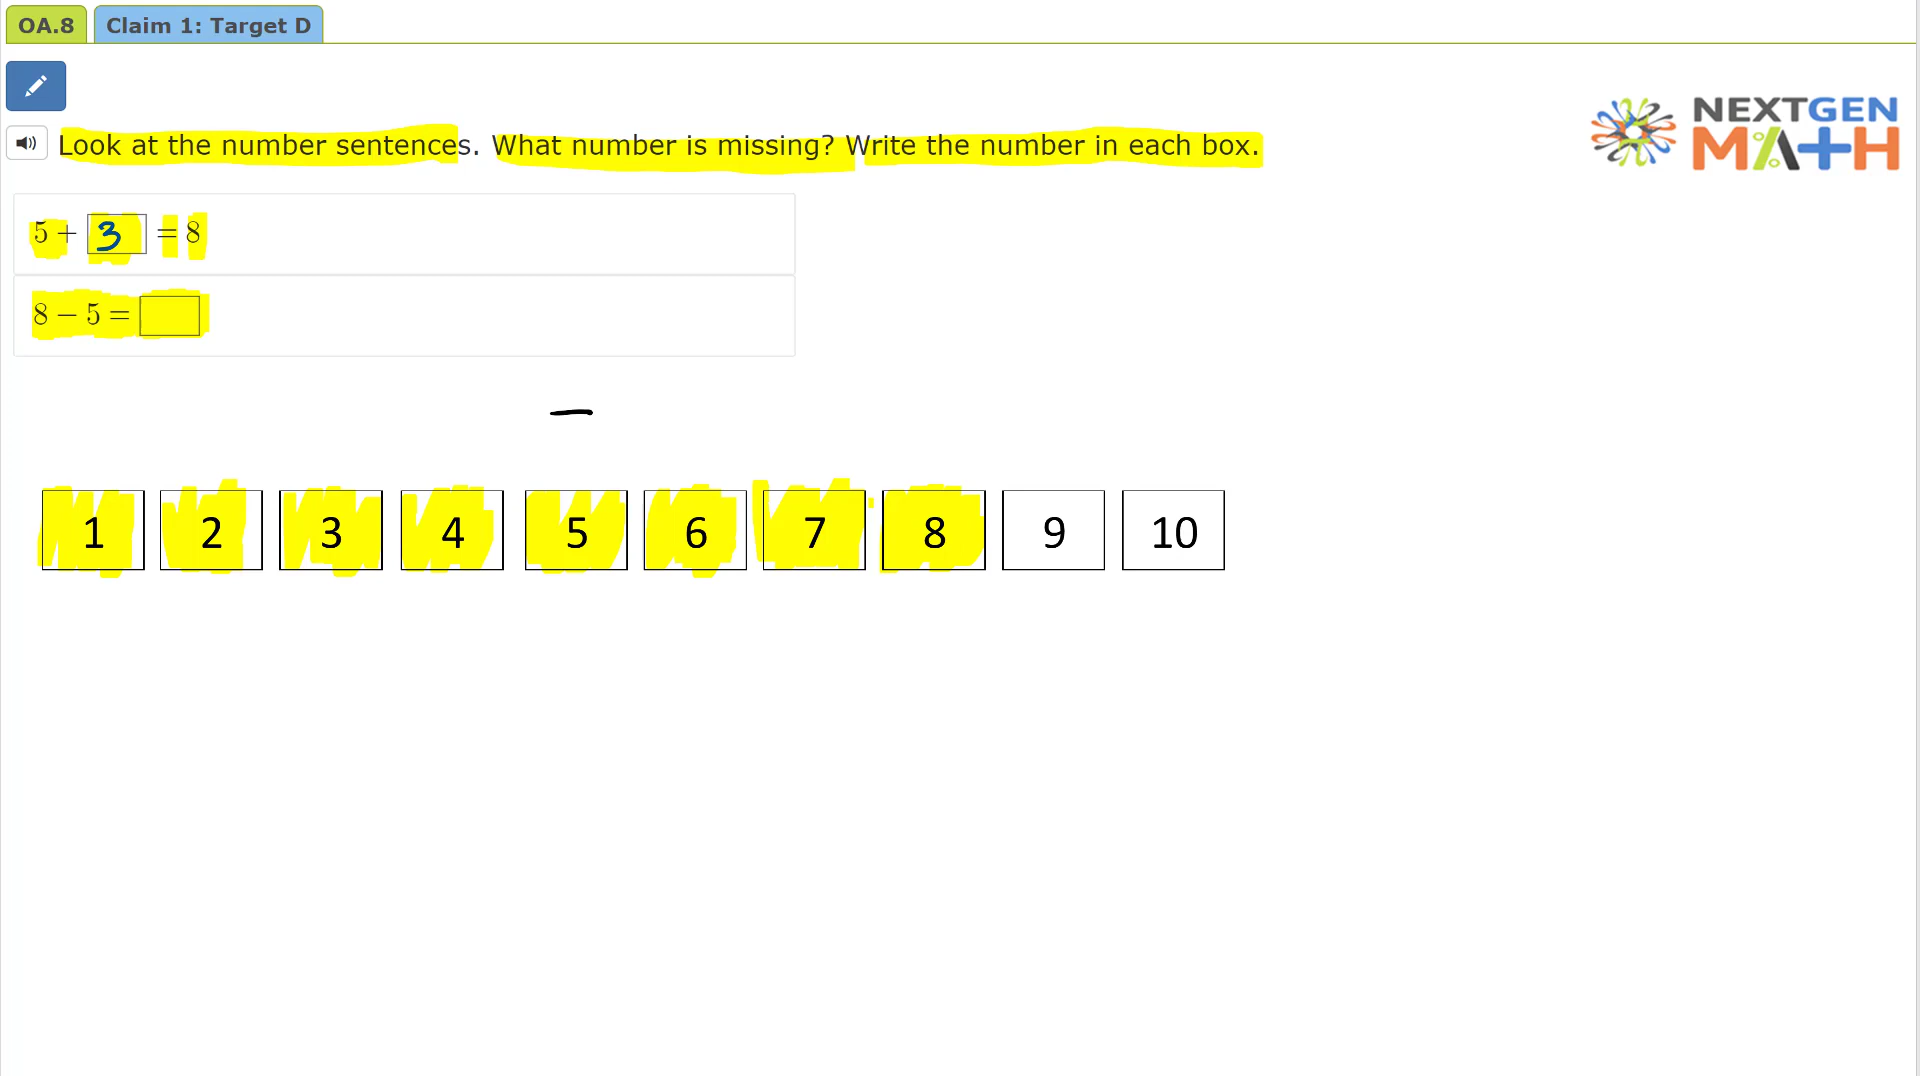 OA.8 Claim 1: Target D
NEXTGEN
MATH
Look at the number sentences. What number is missing? Write the number in each box.
5 + 3 = 8
8 − 5 =
1 2 3 4 5 6 7 8 9 10